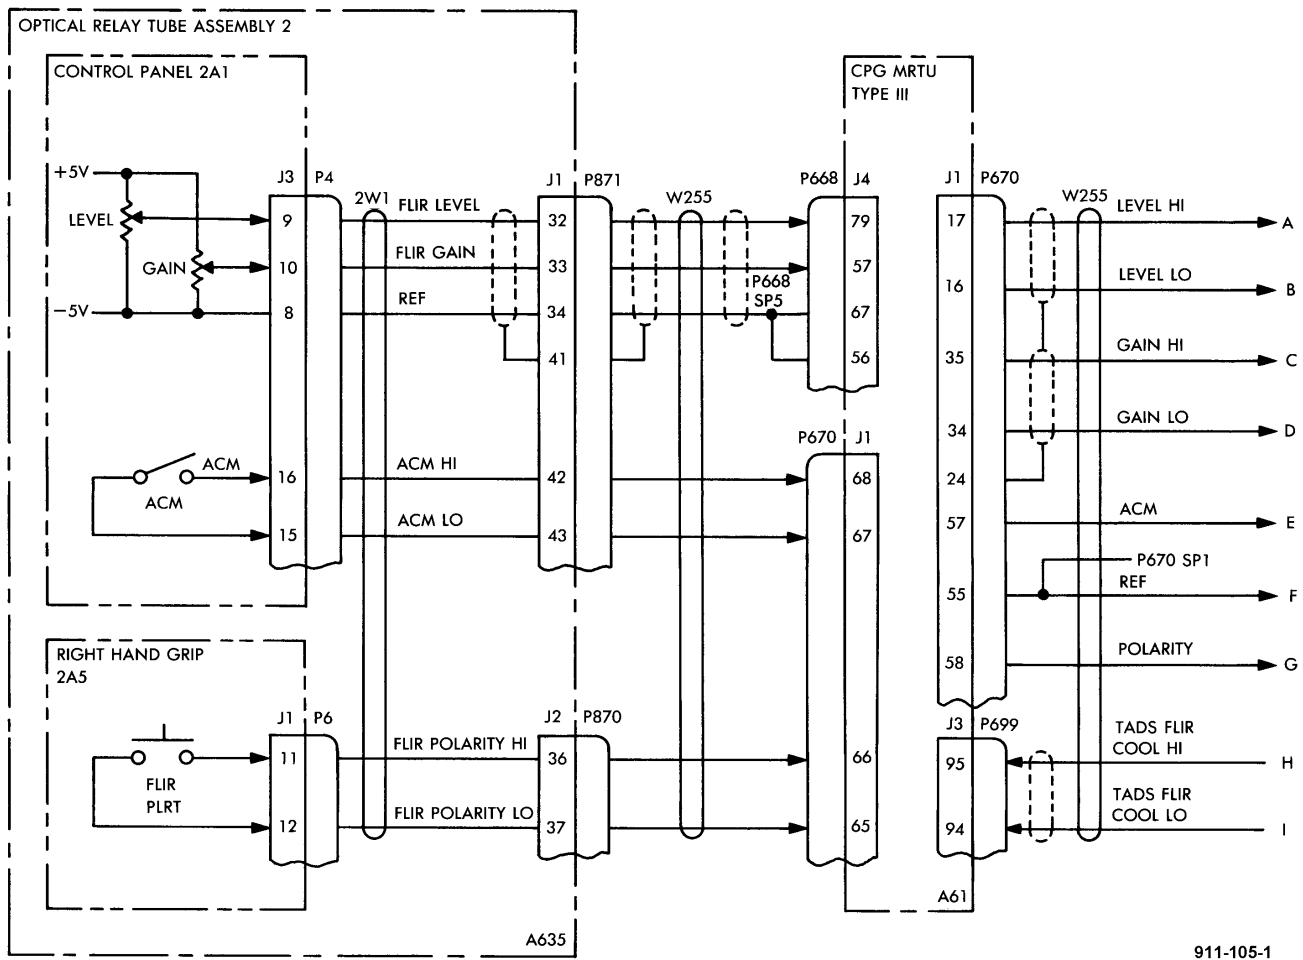 OPTICAL RELAY TUBE ASSEMBLY 2
CONTROL PANEL 2A1
+5V
LEVEL
GAIN
−5V
J3 P4
9
10
8
16
15
ACM
ACM
2W1
FLIR LEVEL
FLIR GAIN
REF
ACM HI
ACM LO
J1 P871
32
33
34
41
42
43
W255
P668
SP5
RIGHT HAND GRIP
2A5
FLIR
PLRT
J1 P6
11
12
FLIR POLARITY HI
FLIR POLARITY LO
J2 P870
36
37
A635
CPG MRTU
TYPE III
P668 J4
79
57
67
56
P670 J1
68
67
66
65
J1 P670
17
16
35
34
24
57
55
58
J3 P699
95
94
A61
W255
LEVEL HI
A
LEVEL LO
B
GAIN HI
C
GAIN LO
D
ACM
E
P670 SP1
REF
F
POLARITY
G
TADS FLIR
COOL HI
H
TADS FLIR
COOL LO
I
911-105-1